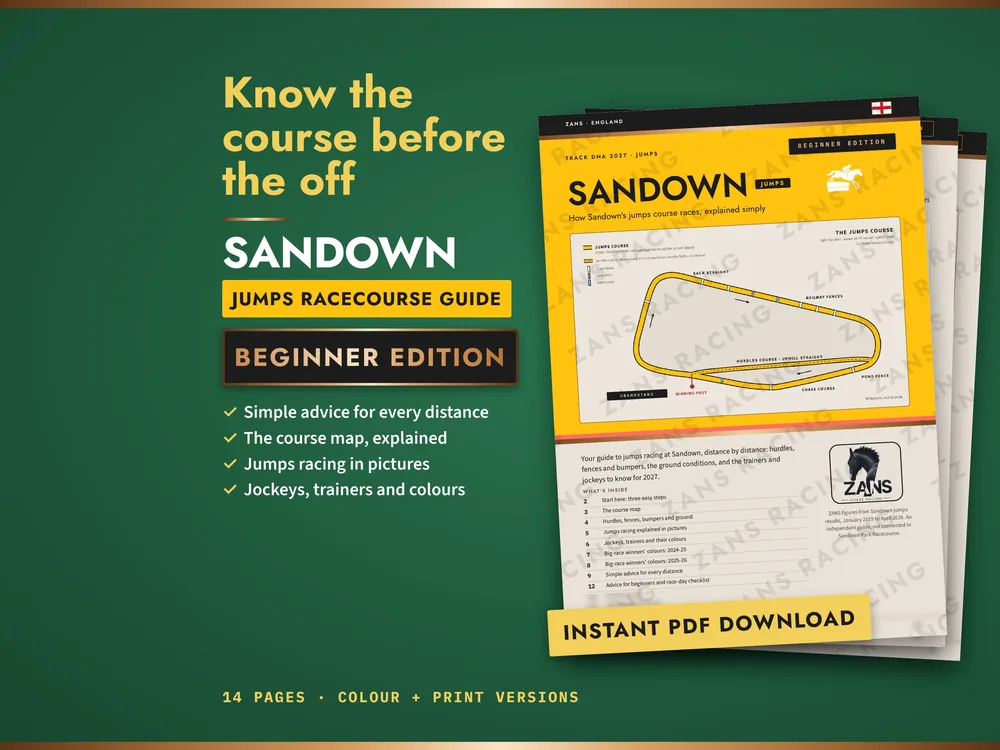 Know the
course before
the off
SANDOWN
JUMPS RACECOURSE GUIDE
BEGINNER EDITION
Simple advice for every distance
The course map, explained
Jumps racing in pictures
Jockeys, trainers and colours
14 PAGES · COLOUR + PRINT VERSIONS
ZANS · ENGLAND
BEGINNER EDITION
TRACK DNA 2027 · JUMPS
SANDOWN JUMPS
How Sandown's jumps course races, explained simply
JUMPS COURSE
THE JUMPS COURSE
BACK STRAIGHT
RAILWAY FENCES
HURDLES COURSE · UPHILL STRAIGHT
POND FENCE
CHASE COURSE
WINNING POST
GRANDSTAND
Your guide to jumps racing at Sandown, distance by distance: hurdles,
fences and bumpers, the ground conditions, and the trainers and
jockeys to know for 2027.
WHAT'S INSIDE
2 Start here: three easy steps
3 The course map
4 Hurdles, fences, bumpers and ground
5 Jumps racing explained in pictures
6 Jockeys, trainers and their colours
7 Big-race winners' colours: 2024-25
8 Big-race winners' colours: 2025-26
9 Simple advice for every distance
12 Advice for beginners and race-day checklist
ZANS
HORSE RACING
ZANS figures from Sandown jumps
results, January 2019 to April 2026. An
independent guide, not connected to
Sandown Park Racecourse.
ZANS RACING
INSTANT PDF DOWNLOAD